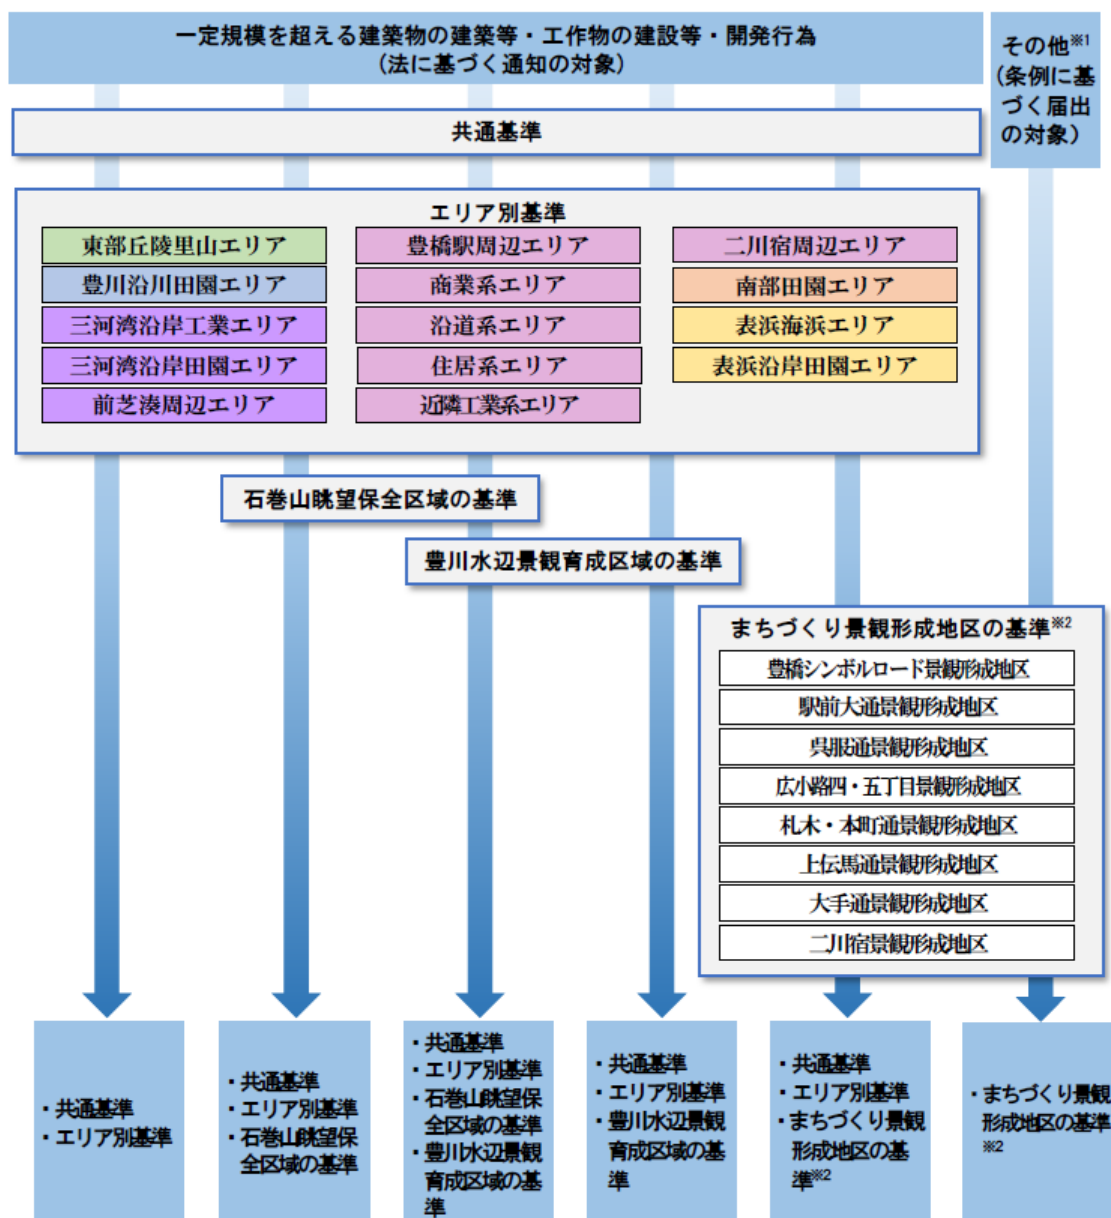 一定規模を超える建築物の建築等・工作物の建設等・開発行為
(法に基づく通知の対象)
その他※1
(条例に基
づく届出
の対象)
共通基準
エリア別基準
東部丘陵里山エリア
豊川沿川田園エリア
三河湾沿岸工業エリア
三河湾沿岸田園エリア
前芝湊周辺エリア
豊橋駅周辺エリア
商業系エリア
沿道系エリア
住居系エリア
近隣工業系エリア
二川宿周辺エリア
南部田園エリア
表浜海浜エリア
表浜沿岸田園エリア
石巻山眺望保全区域の基準
豊川水辺景観育成区域の基準
まちづくり景観形成地区の基準※2
豊橋シンボルロード景観形成地区
駅前大通景観形成地区
呉服通景観形成地区
広小路四・五丁目景観形成地区
札木・本町通景観形成地区
上伝馬通景観形成地区
大手通景観形成地区
二川宿景観形成地区
・共通基準
・エリア別基準
・共通基準
・エリア別基準
・石巻山眺望保
全区域の基準
・共通基準
・エリア別基準
・石巻山眺望保
全区域の基準
・豊川水辺景観
育成区域の基
準
・共通基準
・エリア別基準
・豊川水辺景観
育成区域の基
準
・共通基準
・エリア別基準
・まちづくり景観
形成地区の基
準※2
・まちづくり景観
形成地区の基準
※2